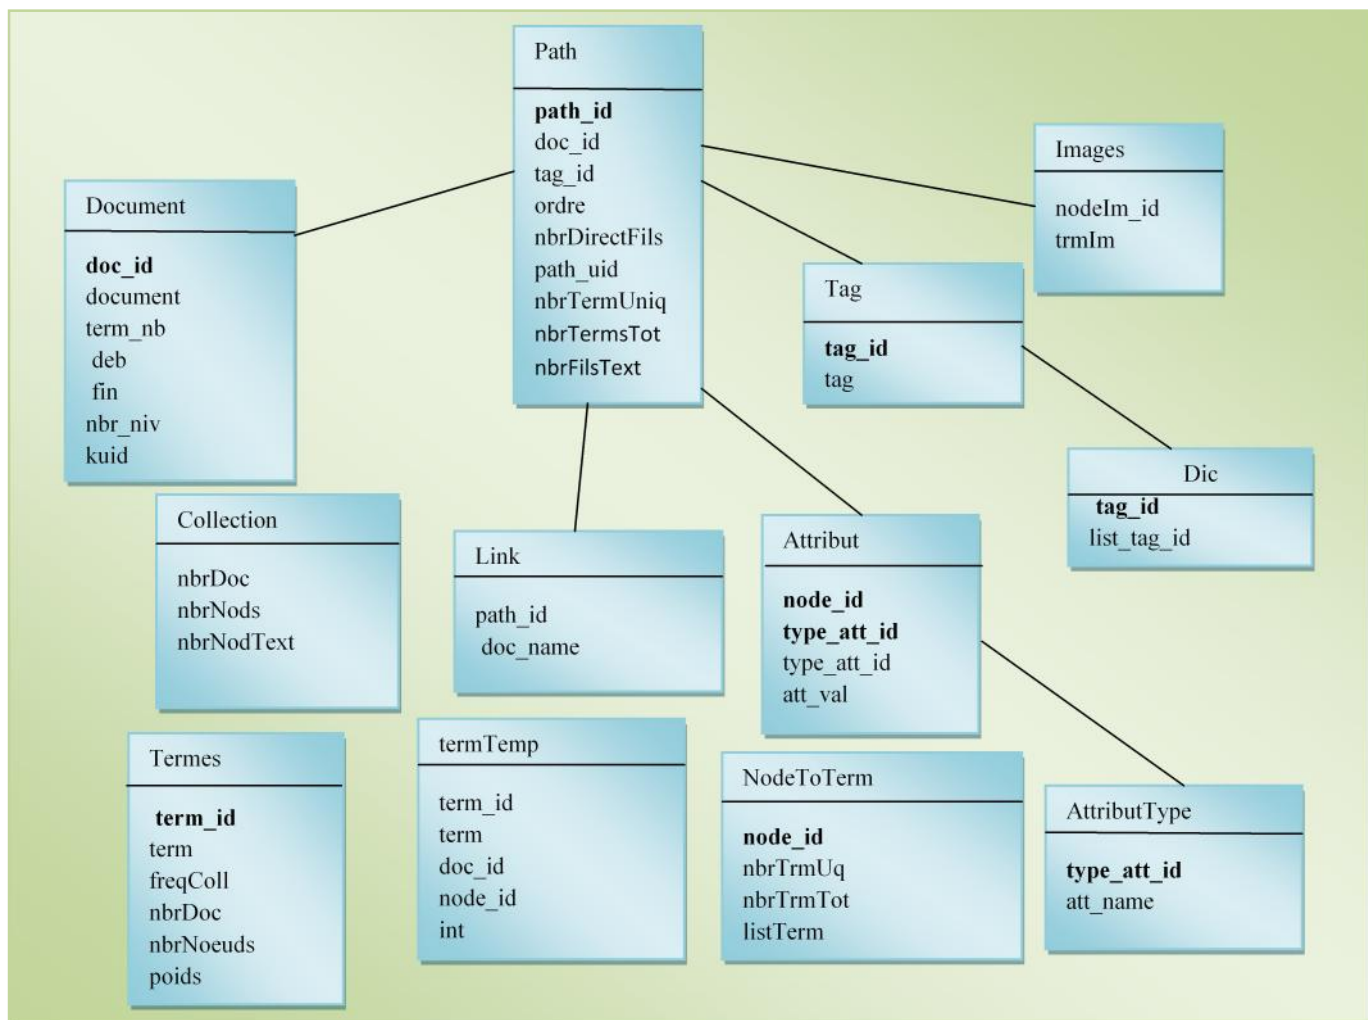 Path
path_id
doc_id
tag_id
ordre
nbrDirectFils
path_uid
nbrTermUniq
nbrTermsTot
nbrFilsText
Images
nodeIm_id
trmIm
Document
doc_id
document
term_nb
deb
fin
nbr_niv
kuid
Tag
tag_id
tag
Dic
tag_id
list_tag_id
Collection
nbrDoc
nbrNods
nbrNodText
Link
path_id
doc_name
Attribut
node_id
type_att_id
type_att_id
att_val
Termes
term_id
term
freqColl
nbrDoc
nbrNoeuds
poids
termTemp
term_id
term
doc_id
node_id
int
NodeToTerm
node_id
nbrTrmUq
nbrTrmTot
listTerm
AttributType
type_att_id
att_name